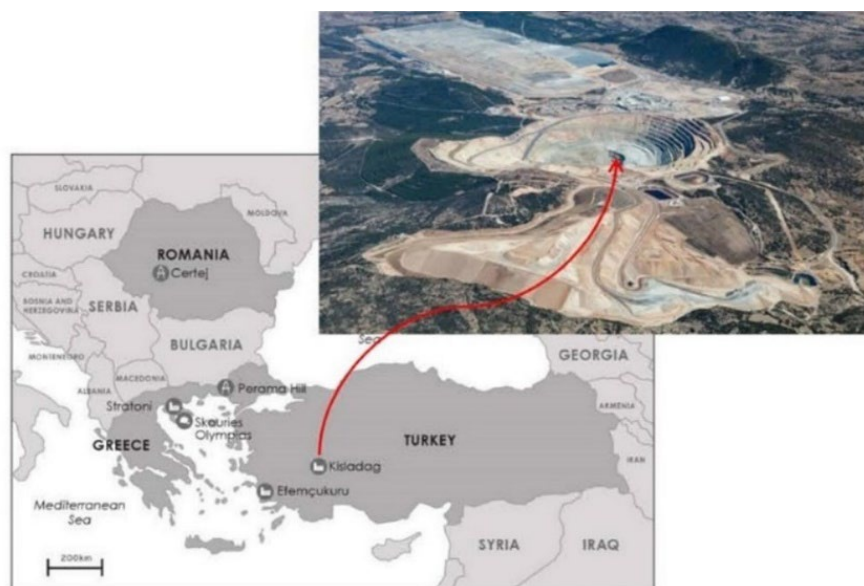 SLOVAKIA
MOLDOVA
HUNGARY
ROMANIA
Certej
CROATIA
BOSNIA AND
HERZEGOVINA
SERBIA
MONTENEGRO
BULGARIA
Sea
GEORGIA
MACEDONIA
ALBANIA
Perama Hill
ARMENIA
Stratoni
Skouries
Olympias
GREECE
TURKEY
IRAN
Kisladag
Efemçukuru
Mediterranean
Sea
200km
SYRIA
IRAQ